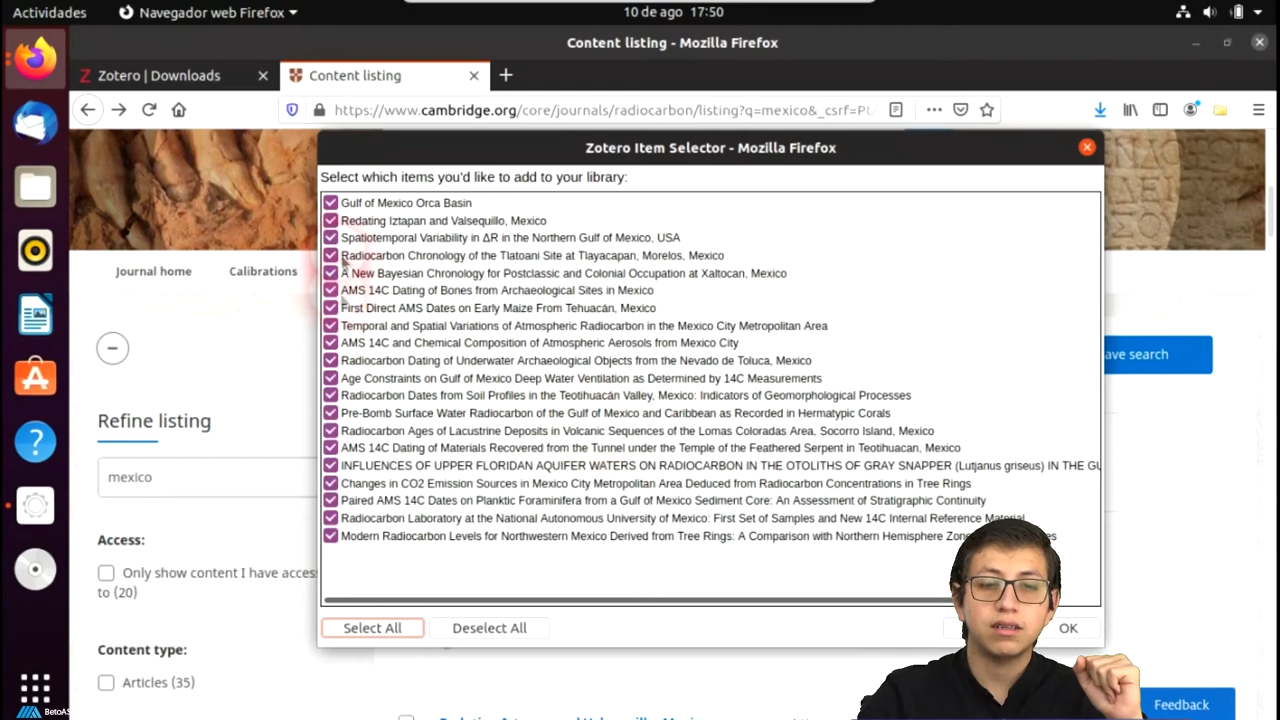 Actividades
Navegador web Firefox
10 de ago 17:50
Content listing - Mozilla Firefox
Zotero | Downloads
Content listing
https://www.cambridge.org/core/journals/radiocarbon/listing?q=mexico&_csrf=Pt
Zotero Item Selector - Mozilla Firefox
Select which items you'd like to add to your library:
Gulf of Mexico Orca Basin
Redating Iztapan and Valsequillo, Mexico
Spatiotemporal Variability in ΔR in the Northern Gulf of Mexico, USA
Radiocarbon Chronology of the Tlatoani Site at Tlayacapan, Morelos, Mexico
A New Bayesian Chronology for Postclassic and Colonial Occupation at Xaltocan, Mexico
AMS 14C Dating of Bones from Archaeological Sites in Mexico
First Direct AMS Dates on Early Maize From Tehuacán, Mexico
Temporal and Spatial Variations of Atmospheric Radiocarbon in the Mexico City Metropolitan Area
AMS 14C and Chemical Composition of Atmospheric Aerosols from Mexico City
Radiocarbon Dating of Underwater Archaeological Objects from the Nevado de Toluca, Mexico
Age Constraints on Gulf of Mexico Deep Water Ventilation as Determined by 14C Measurements
Radiocarbon Dates from Soil Profiles in the Teotihuacán Valley, Mexico: Indicators of Geomorphological Processes
Pre-Bomb Surface Water Radiocarbon of the Gulf of Mexico and Caribbean as Recorded in Hermatypic Corals
Radiocarbon Ages of Lacustrine Deposits in Volcanic Sequences of the Lomas Coloradas Area, Socorro Island, Mexico
AMS 14C Dating of Materials Recovered from the Tunnel under the Temple of the Feathered Serpent in Teotihuacan, Mexico
INFLUENCES OF UPPER FLORIDAN AQUIFER WATERS ON RADIOCARBON IN THE OTOLITHS OF GRAY SNAPPER (Lutjanus griseus) IN THE GU
Changes in CO2 Emission Sources in Mexico City Metropolitan Area Deduced from Radiocarbon Concentrations in Tree Rings
Paired AMS 14C Dates on Planktic Foraminifera from a Gulf of Mexico Sediment Core: An Assessment of Stratigraphic Continuity
Radiocarbon Laboratory at the National Autonomous University of Mexico: First Set of Samples and New 14C Internal Reference Material
Modern Radiocarbon Levels for Northwestern Mexico Derived from Tree Rings: A Comparison with Northern Hemisphere
Select All
Deselect All
OK
Journal home
Calibrations
ave search
Refine listing
mexico
Access:
Only show content I have access
to (20)
Content type:
Articles (35)
Feedback
BetoAS